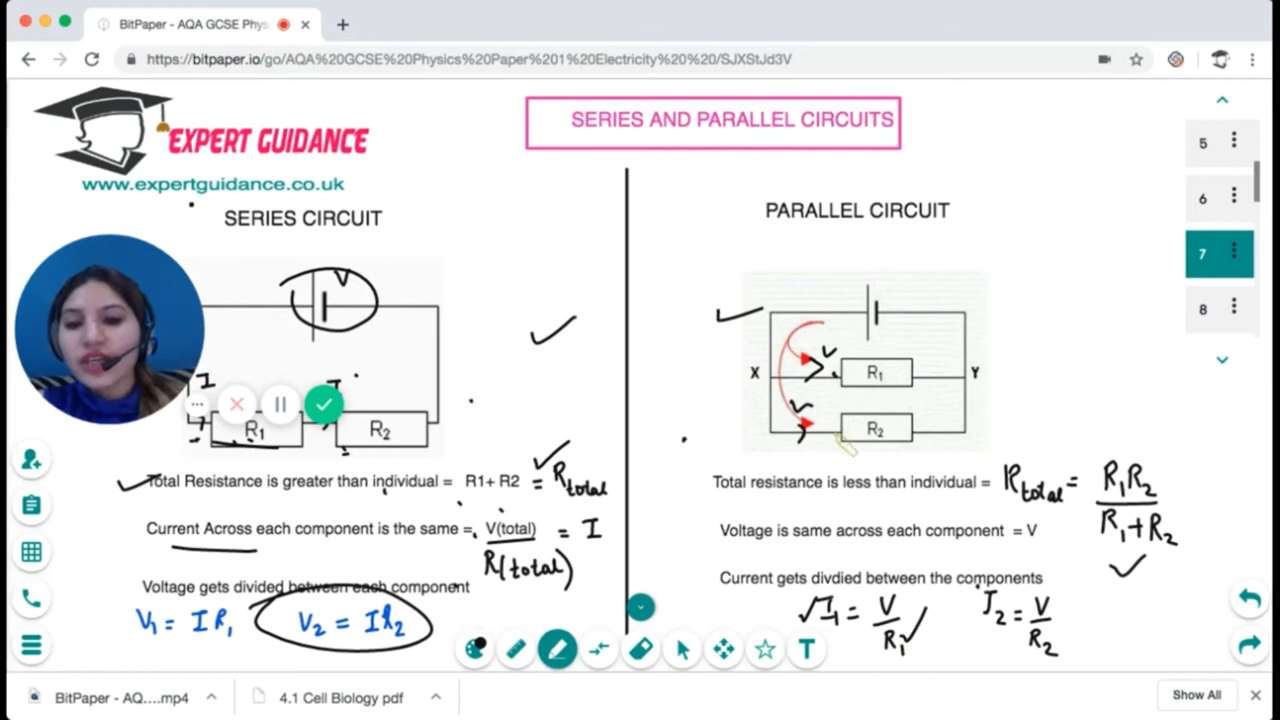 BitPaper - AQA GCSE Phys
https://bitpaper.io/go/AQA%20GCSE%20Physics%20Paper%201%20Electricity%20%20/SJXStJd3V
EXPERT GUIDANCE
www.expertguidance.co.uk
SERIES AND PARALLEL CIRCUITS
SERIES CIRCUIT
V
I
I
R1
R2
Total Resistance is greater than individual = R1+ R2 = Rtotal
Current Across each component is the same = V(total) / R(total) = I
Voltage gets divided between each component
V1 = I R1
V2 = I R2
PARALLEL CIRCUIT
X
V
R1
Y
V
R2
Total resistance is less than individual = Rtotal = R1R2 / R1+R2
Voltage is same across each component = V
Current gets divdied between the components
I1 = V / R1
I2 = V / R2
5
6
7
8
T
BitPaper - AQ....mp4
4.1 Cell Biology pdf
Show All